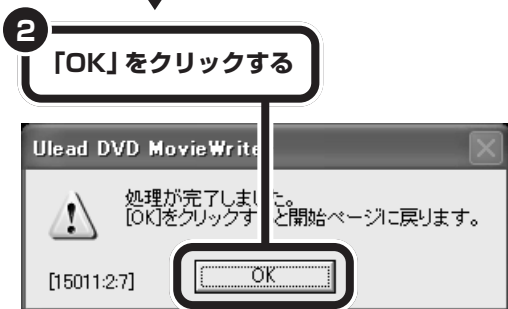 2
「OK」をクリックする
Ulead DVD MovieWrite
処理が完了しました。
[OK]をクリックすと開始ページに戻ります。
[15011:2:7]
OK